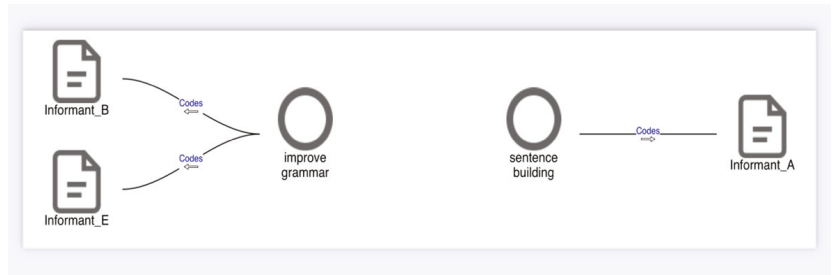 Informant_B
Codes
Codes
Informant_E
improve
grammar
sentence
building
Codes
Informant_A